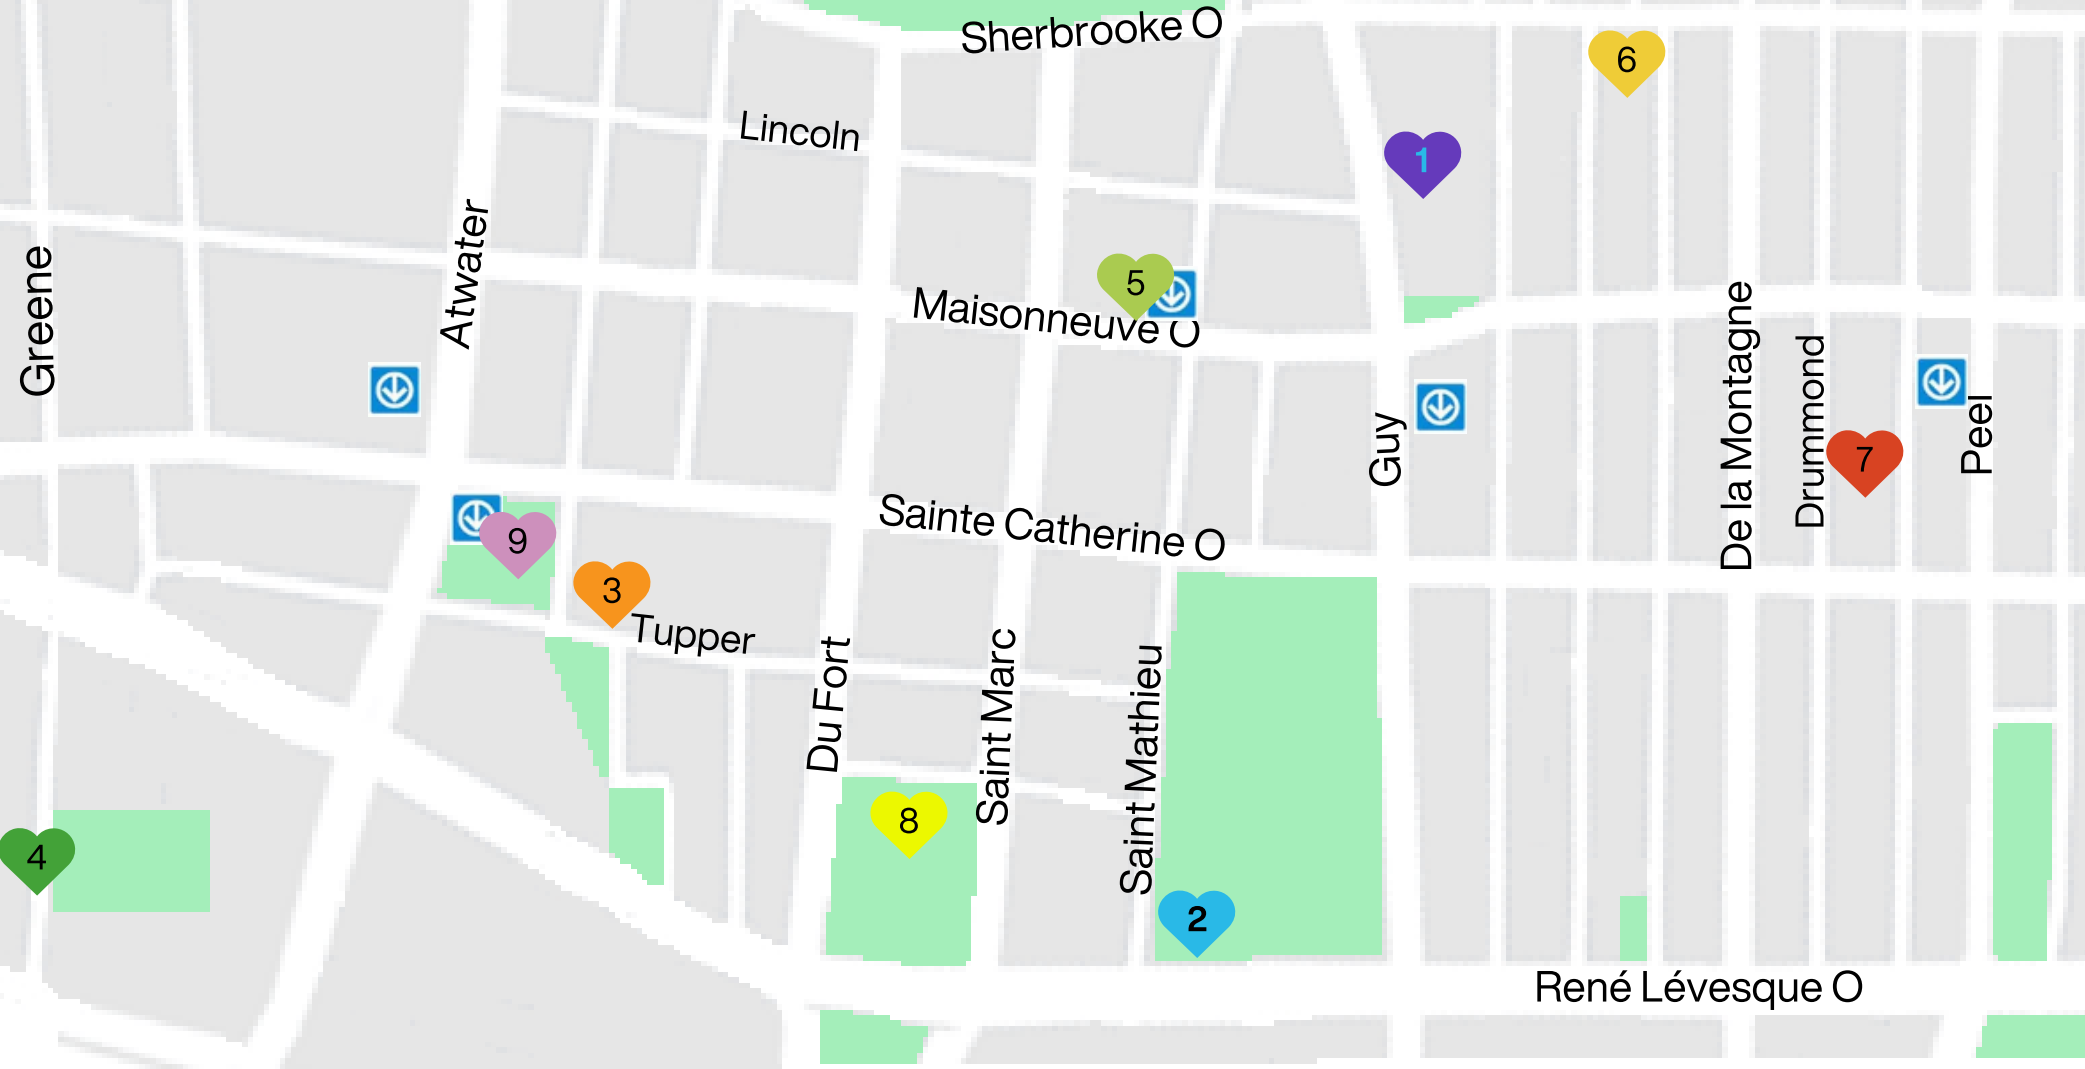 Sherbrooke O
6
Lincoln
1
Greene
Atwater
5
Maisonneuve O
De la Montagne
Drummond
Peel
Guy
7
Sainte Catherine O
9
3
Tupper
Du Fort
Saint Marc
Saint Mathieu
8
4
2
René Lévesque O